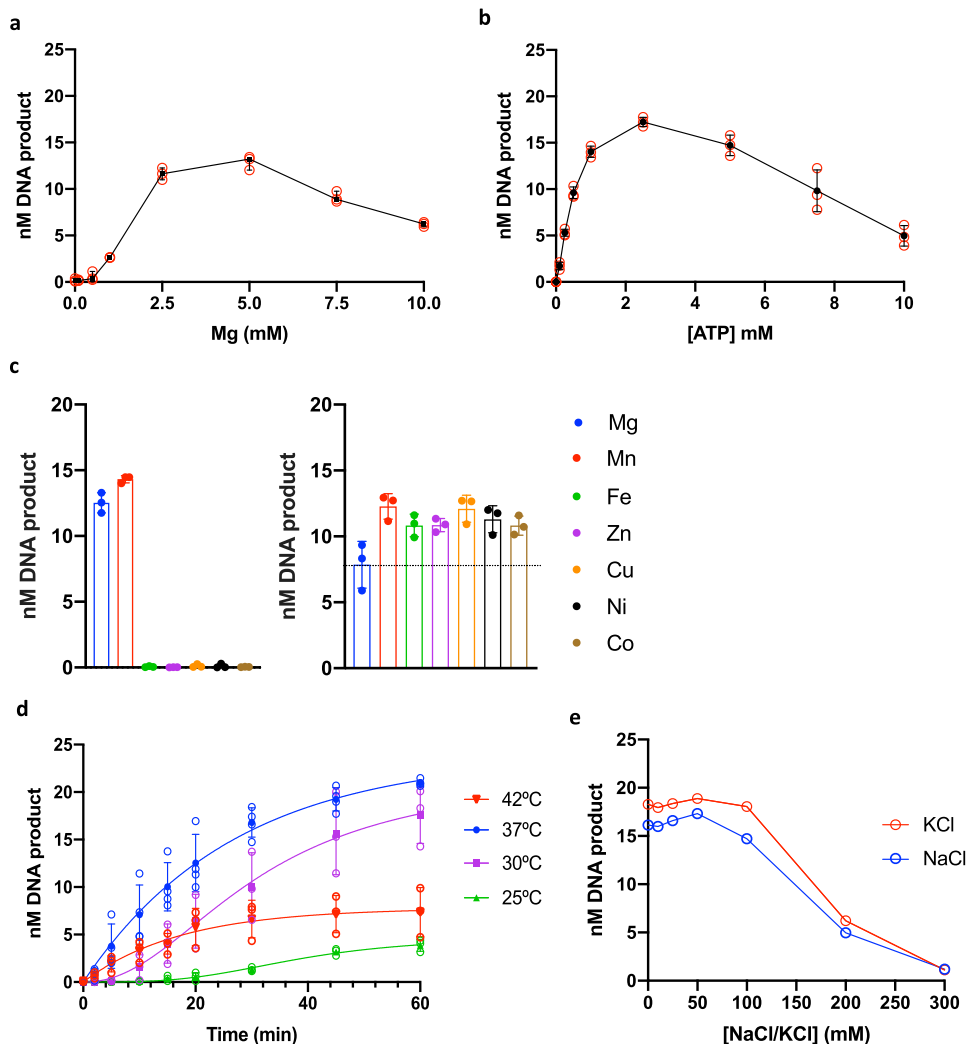 a
25
20
15
10
5
0
nM DNA product
0.0 2.5 5.0 7.5 10.0
Mg (mM)
b
25
20
15
10
5
0
nM DNA product
0 2 4 6 8 10
[ATP] mM
c
20
15
10
5
0
nM DNA product
20
15
10
5
0
nM DNA product
Mg
Mn
Fe
Zn
Cu
Ni
Co
d
25
20
15
10
5
0
nM DNA product
0 20 40 60
Time (min)
42ºC
37ºC
30ºC
25ºC
e
25
20
15
10
5
0
nM DNA product
0 50 100 200 300
[NaCl/KCl] (mM)
KCl
NaCl